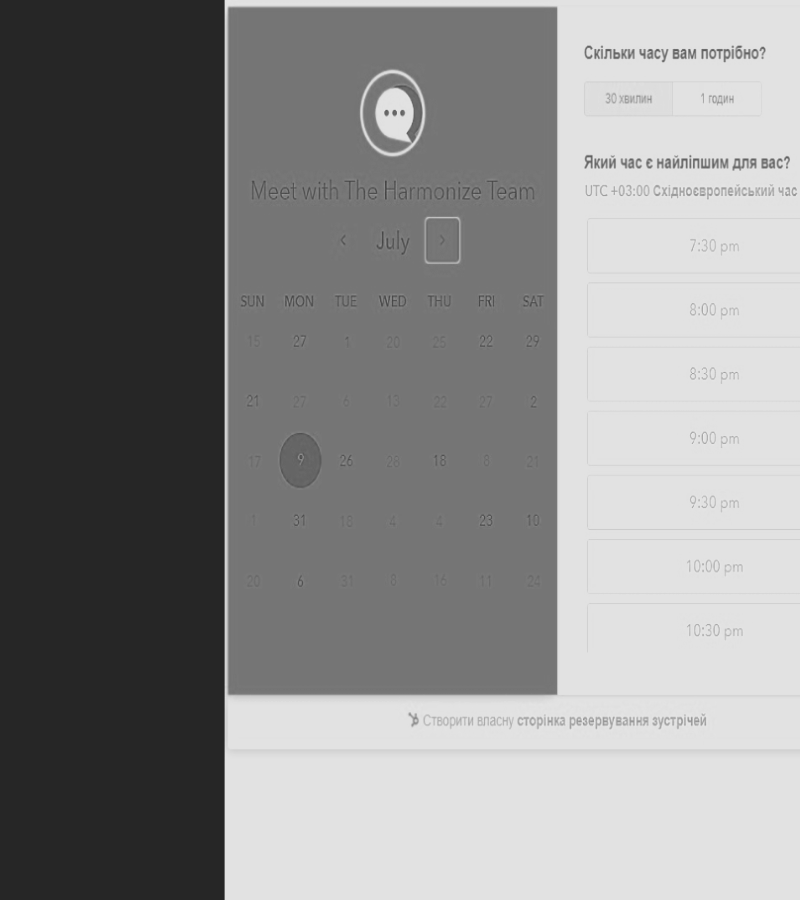 Meet with The Harmonize Team
July
SUN MON TUE WED THU FRI SAT
15 27 1 20 25 22 29
21 27 6 13 22 27 2
17 9 26 28 18 8 21
1 31 18 4 4 23 10
20 6 31 8 16 11 24
Скільки часу вам потрібно?
30 хвилин 1 годин
Який час є найліпшим для вас?
UTC +03:00 Східноєвропейський час
7:30 pm
8:00 pm
8:30 pm
9:00 pm
9:30 pm
10:00 pm
10:30 pm
Створити власну сторінка резервування зустрічей